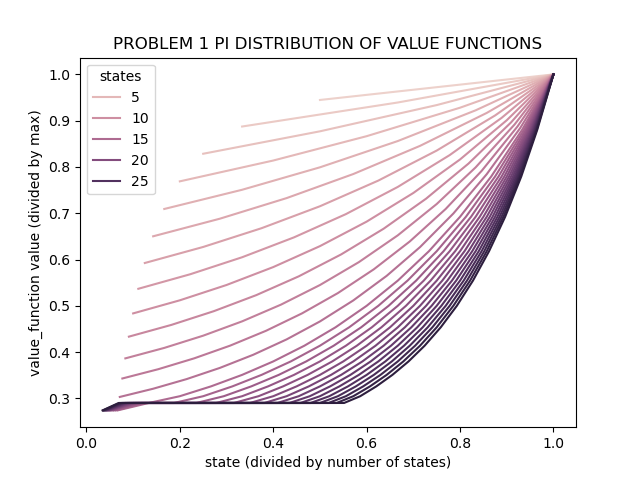 PROBLEM 1 PI DISTRIBUTION OF VALUE FUNCTIONS
states
5
10
15
20
25
1.0
0.9
0.8
0.7
0.6
0.5
0.4
0.3
value_function value (divided by max)
0.0 0.2 0.4 0.6 0.8 1.0
state (divided by number of states)